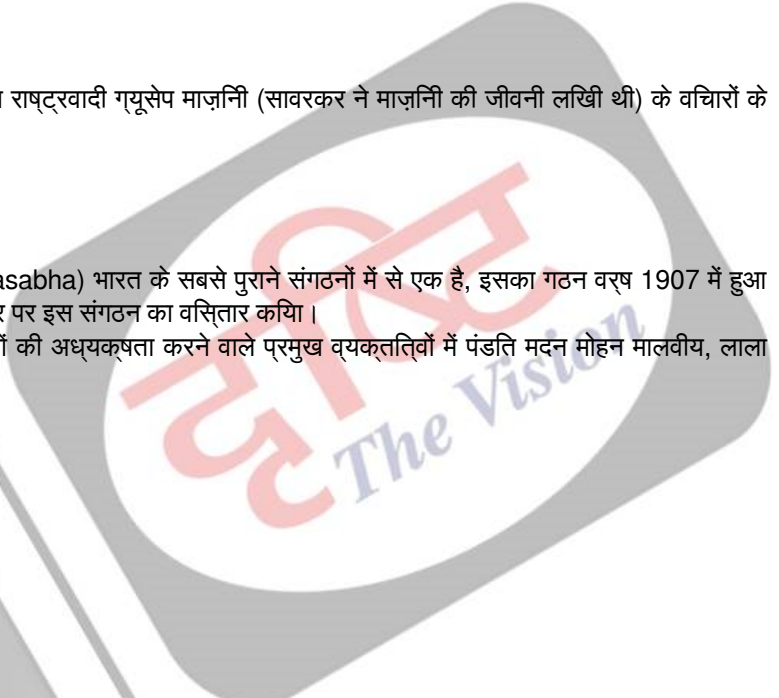 राष्ट्रवादी ग्यूसेप माज़िनी (सावरकर ने माज़िनी की जीवनी लिखी थी) के विचारों के
asabha) भारत के सबसे पुराने संगठनों में से एक है, इसका गठन वर्ष 1907 में हुआ
पर इस संगठन का विस्तार किया।
की अध्यक्षता करने वाले प्रमुख व्यक्तित्वों में पंडित मदन मोहन मालवीय, लाला
दृष्टि
The Vision